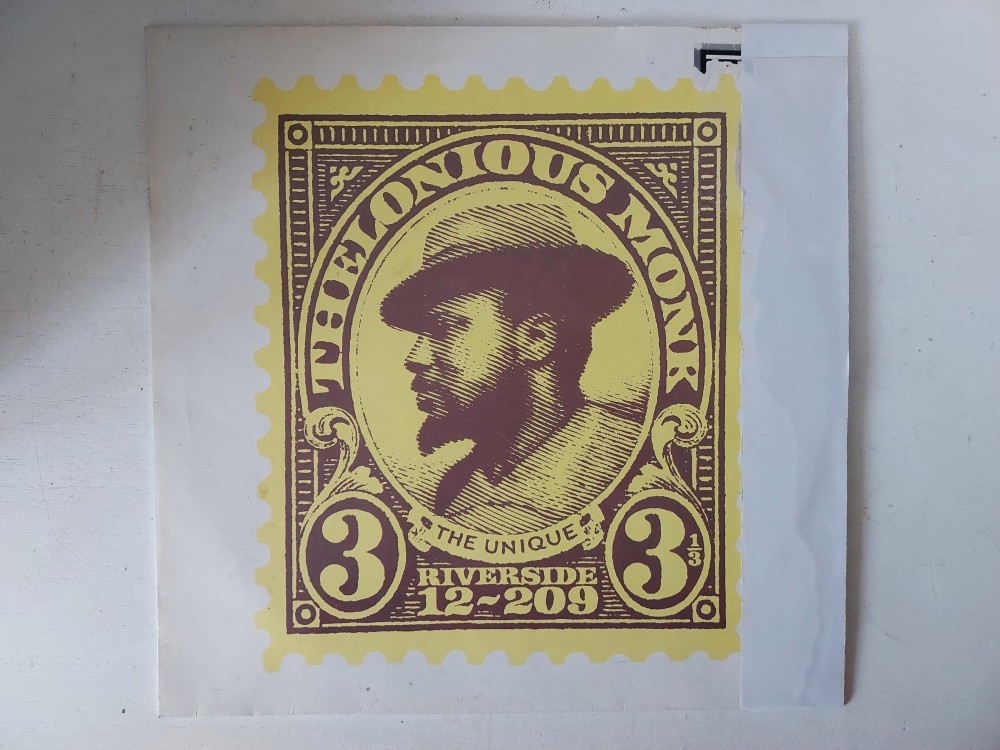 THELONIOUS MONK
THE UNIQUE
3 3 1/3
RIVERSIDE
12~209